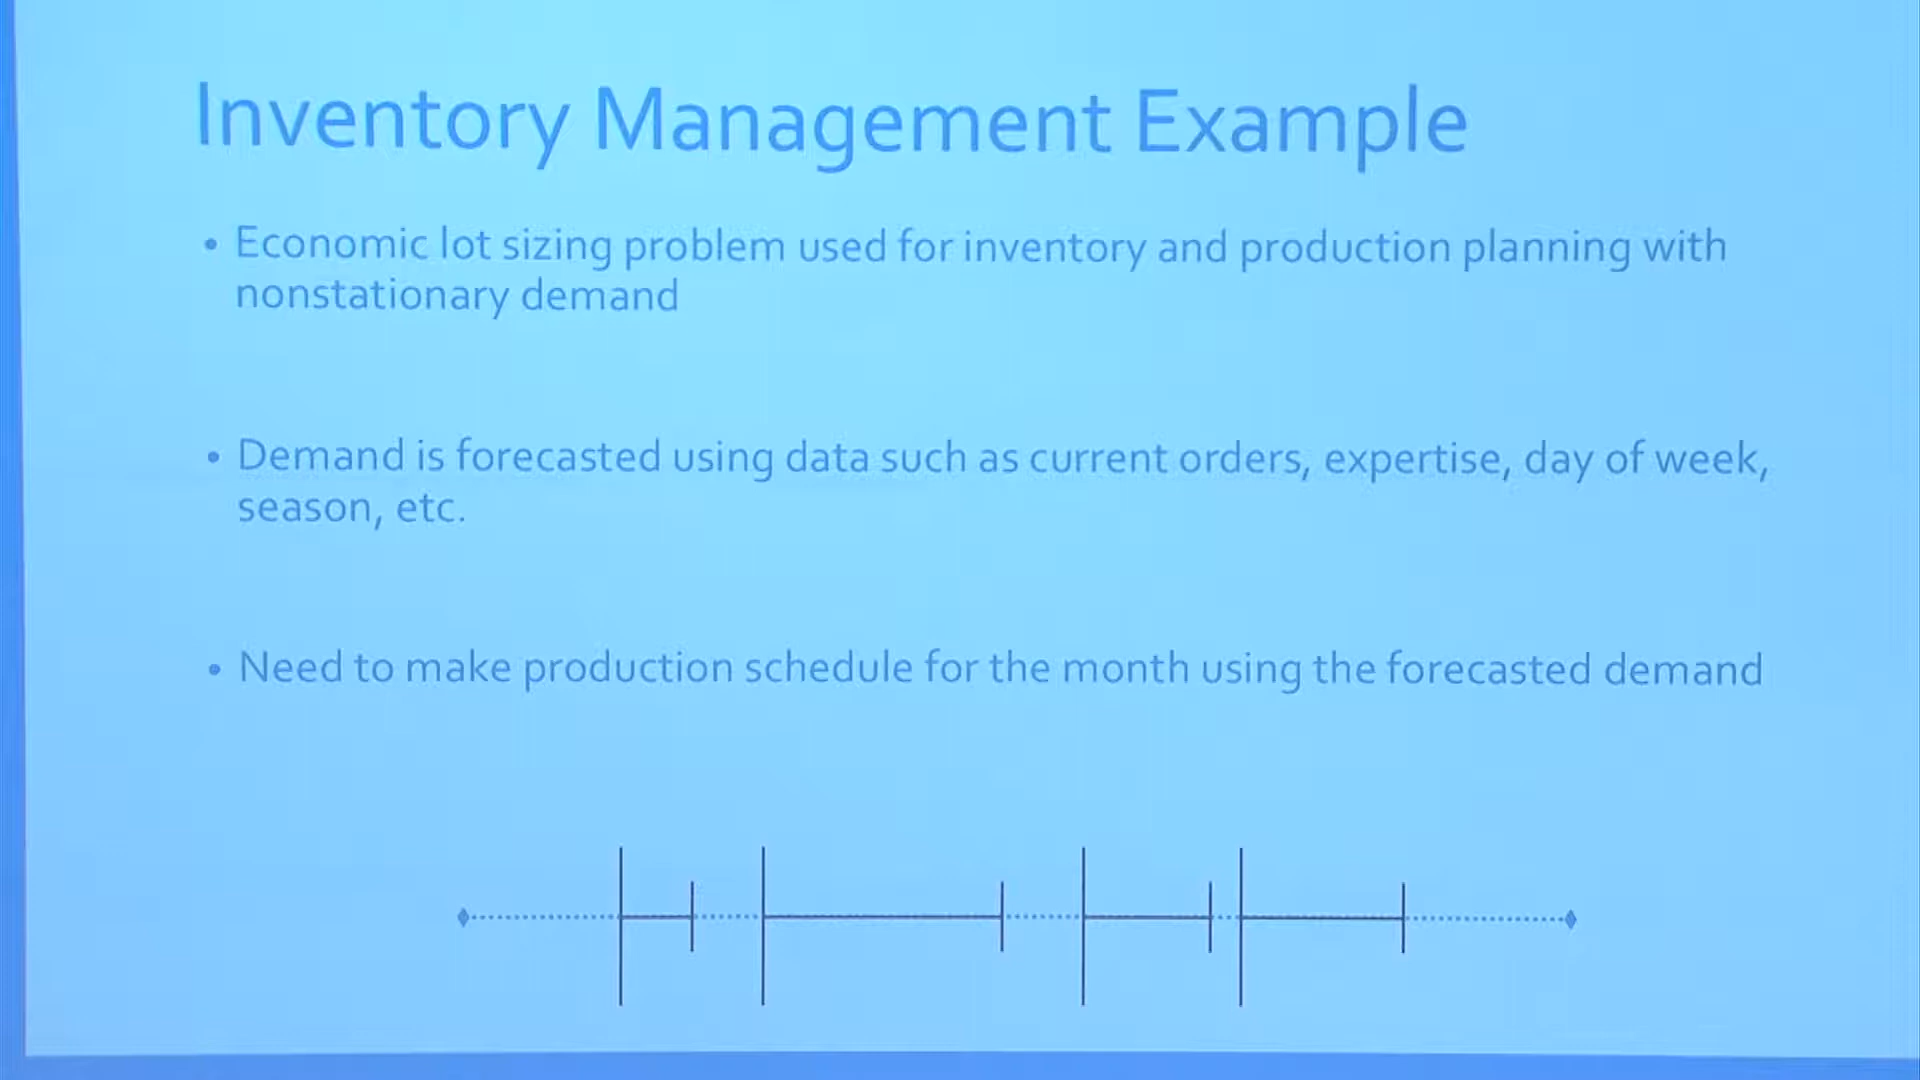 Inventory Management Example
• Economic lot sizing problem used for inventory and production planning with
nonstationary demand
• Demand is forecasted using data such as current orders, expertise, day of week,
season, etc.
• Need to make production schedule for the month using the forecasted demand